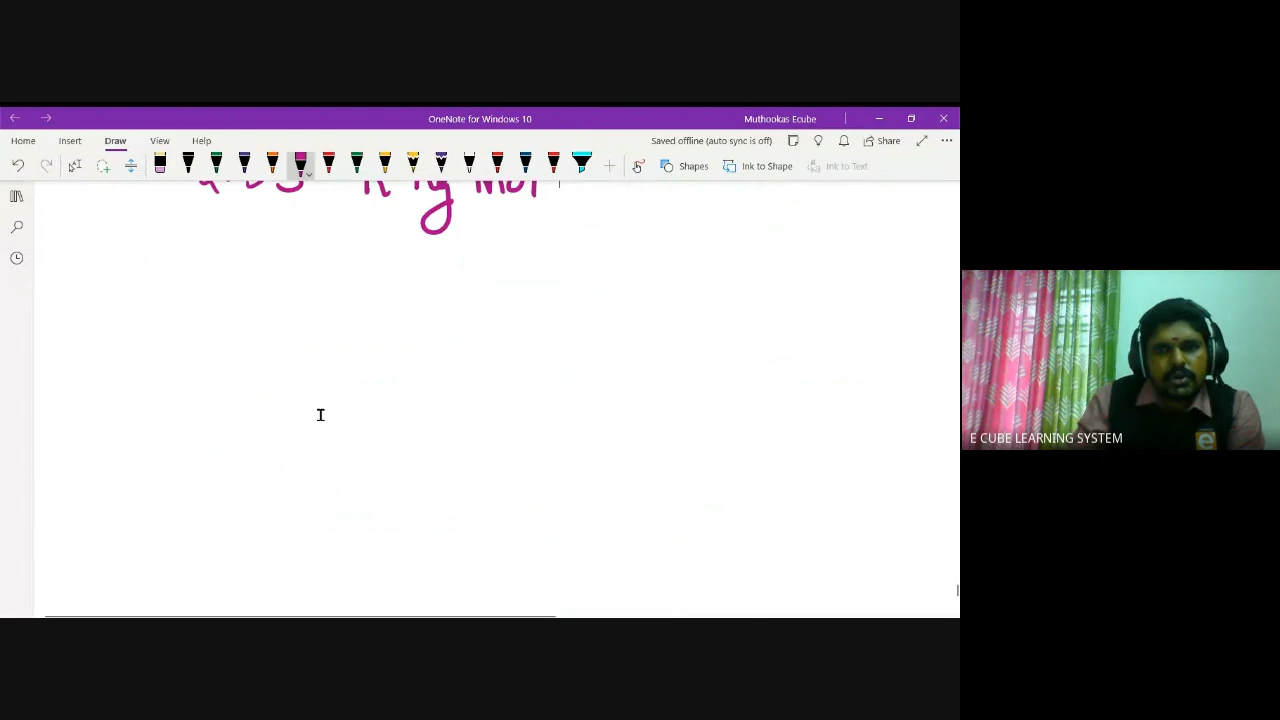 OneNote for Windows 10
Muthookas Ecube
Home Insert Draw View Help
Saved offline (auto sync is off)
Share
Shapes
Ink to Shape
Ink to Text
E CUBE LEARNING SYSTEM
e